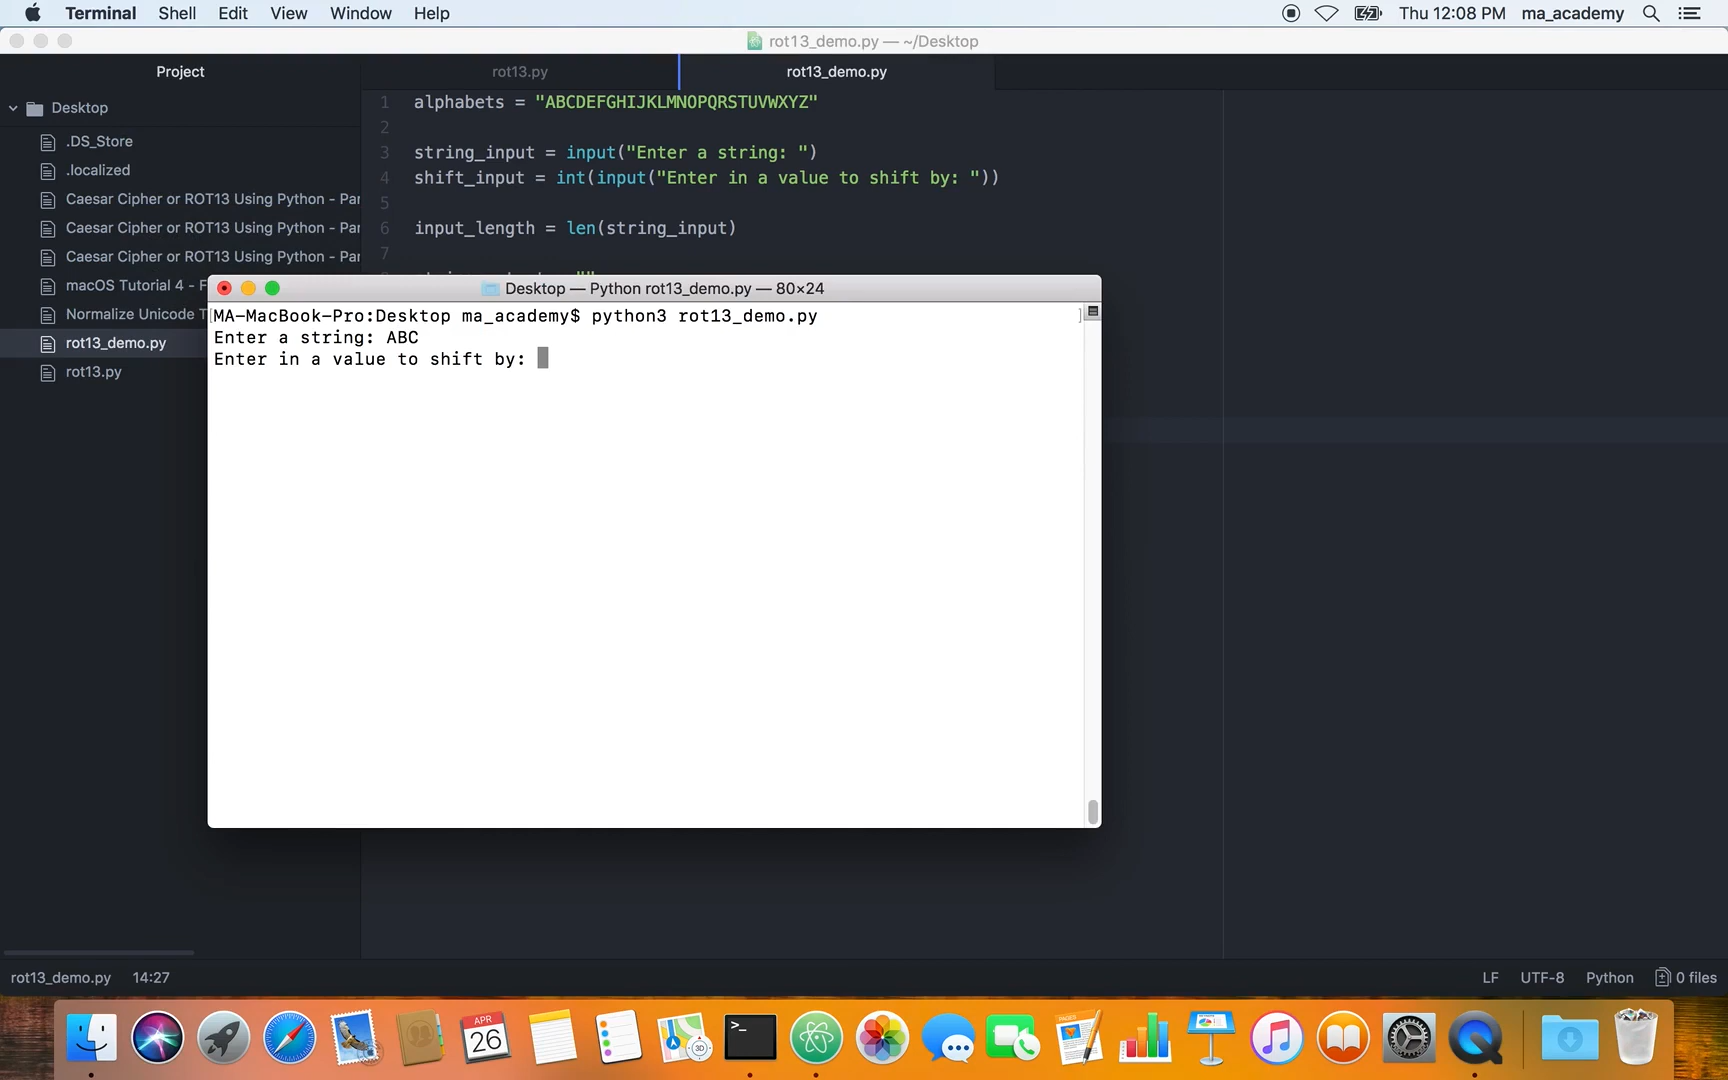 Terminal Shell Edit View Window Help Thu 12:08 PM ma_academy
rot13_demo.py — ~/Desktop
Project rot13.py rot13_demo.py
Desktop
.DS_Store
.localized
Caesar Cipher or ROT13 Using Python - Par
Caesar Cipher or ROT13 Using Python - Par
Caesar Cipher or ROT13 Using Python - Par
macOS Tutorial 4 - F
Normalize Unicode T
rot13_demo.py
rot13.py
1 alphabets = "ABCDEFGHIJKLMNOPQRSTUVWXYZ"
2
3 string_input = input("Enter a string: ")
4 shift_input = int(input("Enter in a value to shift by: "))
5
6 input_length = len(string_input)
7
Desktop — Python rot13_demo.py — 80×24
[MA-MacBook-Pro:Desktop ma_academy$ python3 rot13_demo.py ]
Enter a string: ABC
Enter in a value to shift by:
rot13_demo.py 14:27 LF UTF-8 Python 0 files
APR
26
3D
>_
PAGES